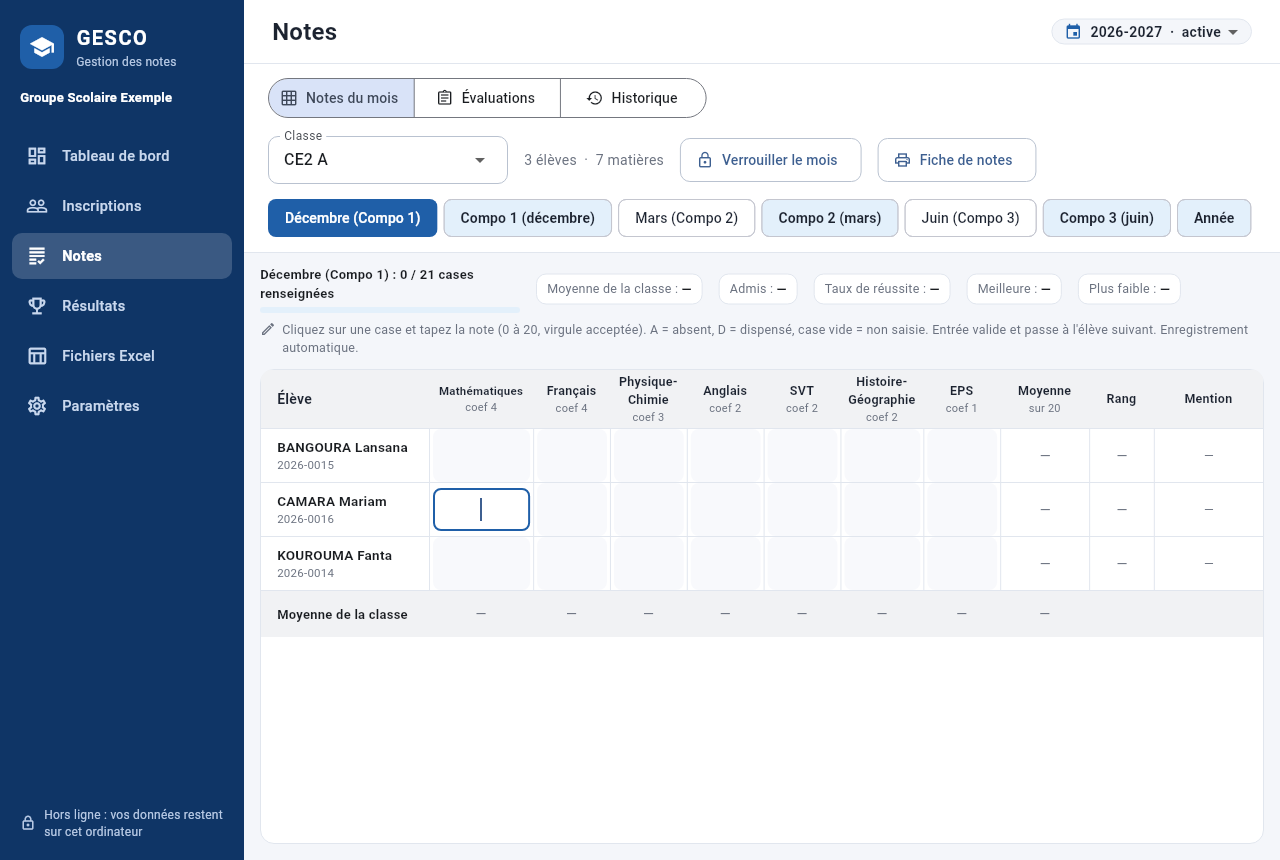 GESCO
Gestion des notes
Groupe Scolaire Exemple
Tableau de bord
Inscriptions
Notes
Résultats
Fichiers Excel
Paramètres
Hors ligne : vos données restent
sur cet ordinateur
Notes
2026-2027 · active
Notes du mois
Évaluations
Historique
Classe
CE2 A
3 élèves · 7 matières
Verrouiller le mois
Fiche de notes
Décembre (Compo 1)
Compo 1 (décembre)
Mars (Compo 2)
Compo 2 (mars)
Juin (Compo 3)
Compo 3 (juin)
Année
Décembre (Compo 1) : 0 / 21 cases
renseignées
Moyenne de la classe : —
Admis : —
Taux de réussite : —
Meilleure : —
Plus faible : —
Cliquez sur une case et tapez la note (0 à 20, virgule acceptée). A = absent, D = dispensé, case vide = non saisie. Entrée valide et passe à l'élève suivant. Enregistrement
automatique.
Élève
Mathématiques
coef 4
Français
coef 4
Physique-
Chimie
coef 3
Anglais
coef 2
SVT
coef 2
Histoire-
Géographie
coef 2
EPS
coef 1
Moyenne
sur 20
Rang
Mention
BANGOURA Lansana
2026-0015
— — —
CAMARA Mariam
2026-0016
— — —
KOUROUMA Fanta
2026-0014
— — —
Moyenne de la classe — — — — — — — —